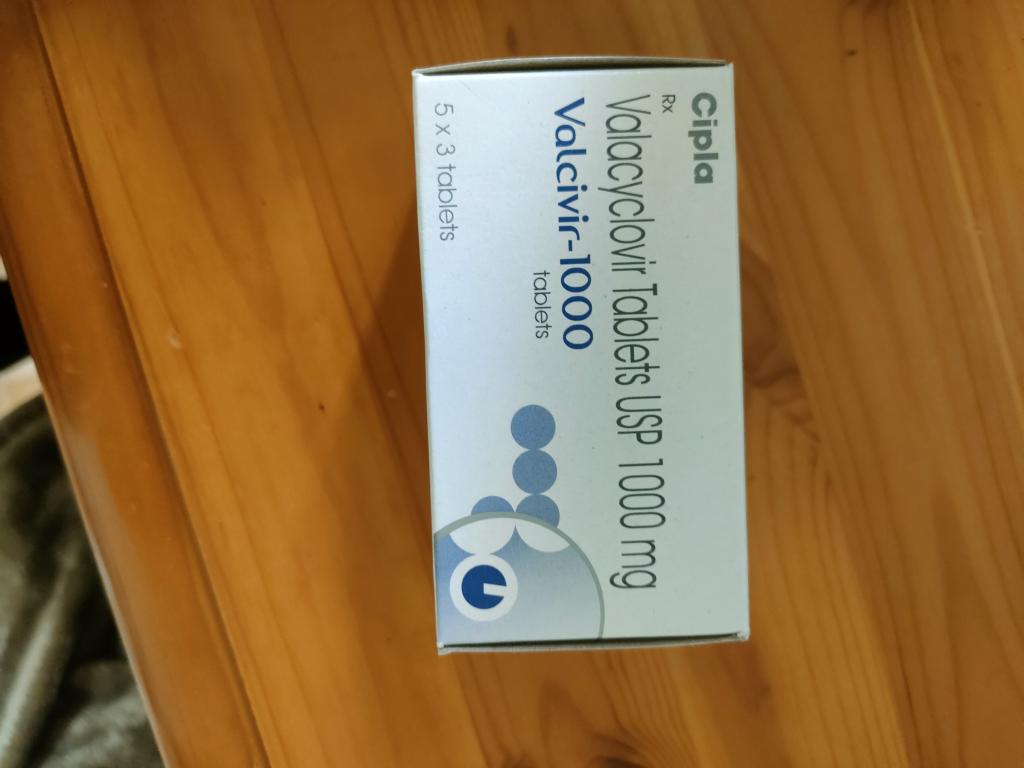 Cipla
Rx
Valacyclovir Tablets USP 1000 mg
Valcivir-1000
tablets
5 x 3 tablets